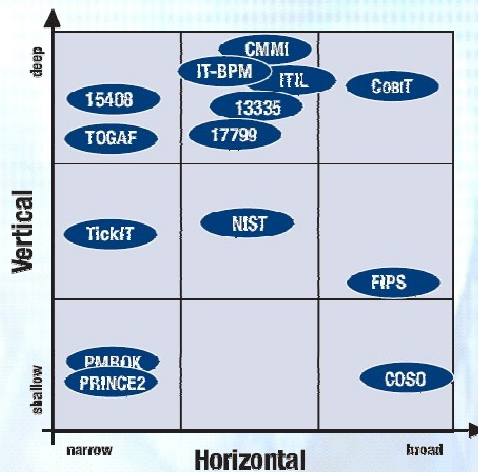 deep
CMMI
IT-BPM
ITIL
COBIT
15408
13335
TOGAF
17799
Vertical
TickIT
NIST
FIPS
shallow
PMBOK
PRINCE2
COSO
narrow
Horizontal
broad